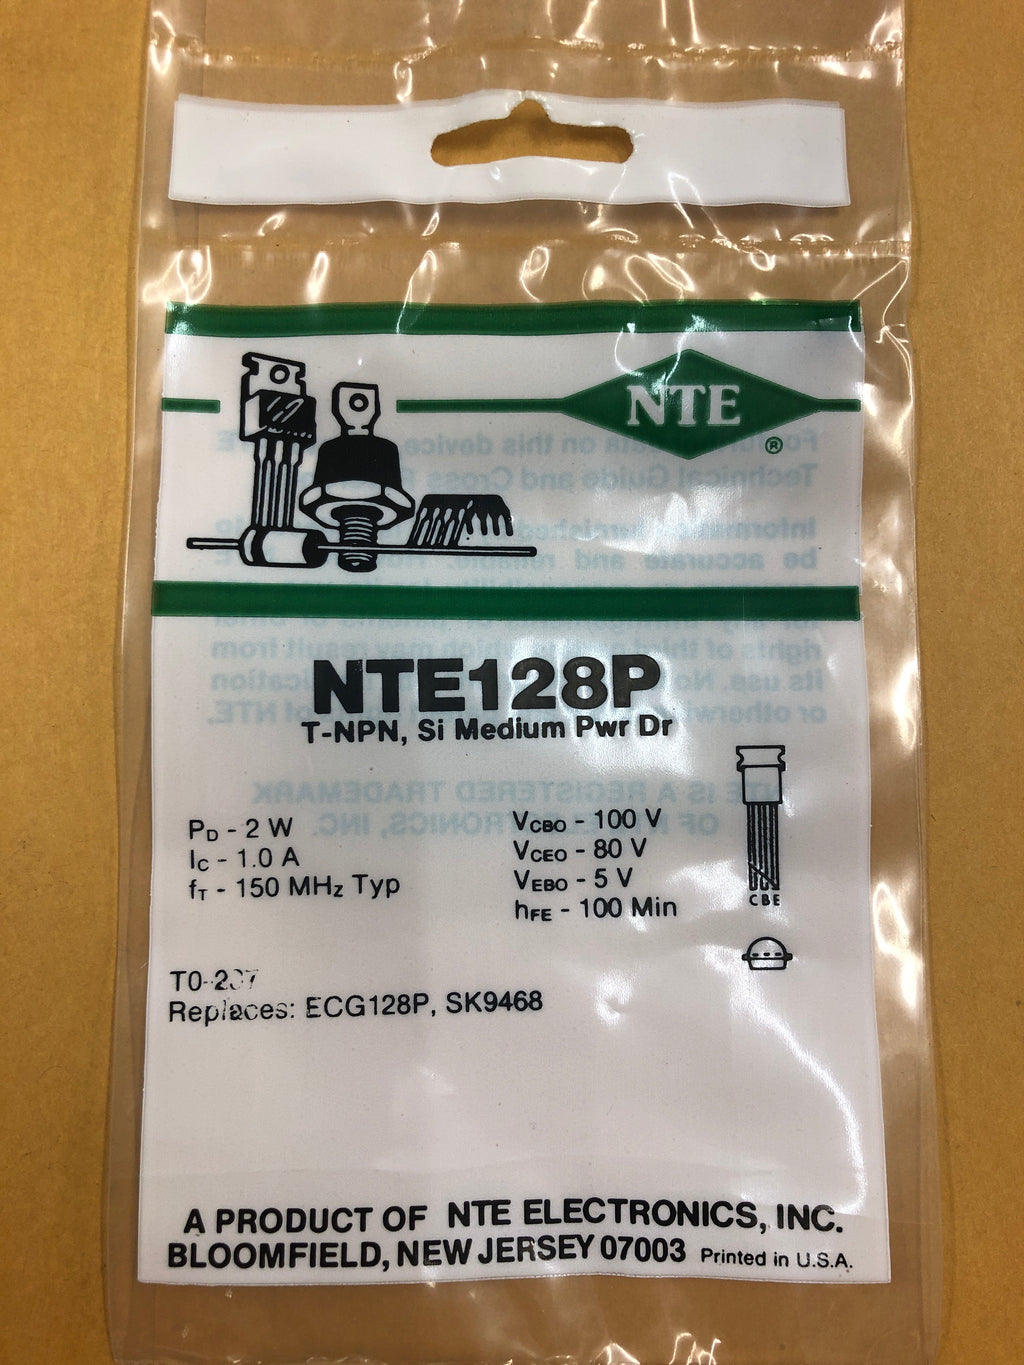 NTE
®
NTE128P
T-NPN, Si Medium Pwr Dr
PD - 2 W
IC - 1.0 A
fT - 150 MHz Typ
VCBO - 100 V
VCEO - 80 V
VEBO - 5 V
hFE - 100 Min
C B E
TO-237
Replaces: ECG128P, SK9468
A PRODUCT OF NTE ELECTRONICS, INC.
BLOOMFIELD, NEW JERSEY 07003 Printed in U.S.A.